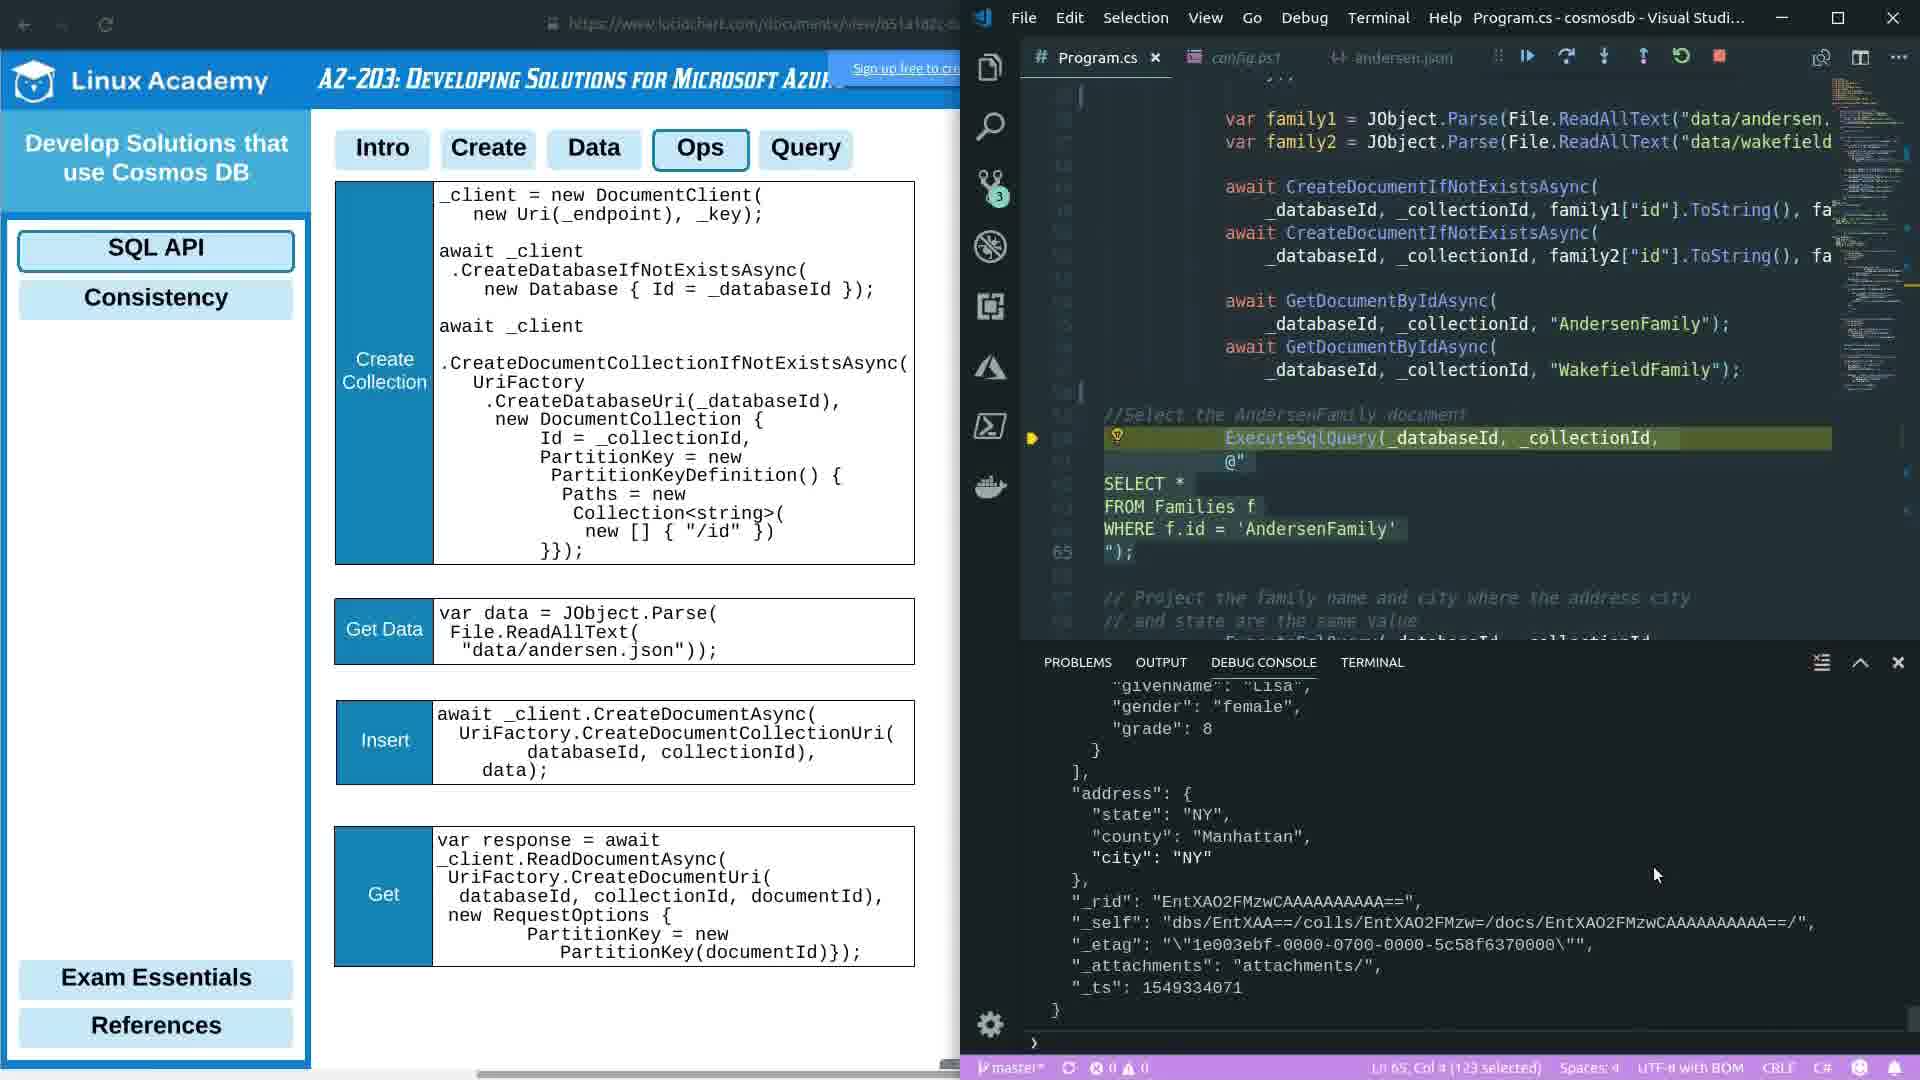 https://www.lucidchart.com/documents/view/
Linux Academy
AZ-203: Developing Solutions for Microsoft Azur
Sign up free to cre
Develop Solutions that
use Cosmos DB
SQL API
Consistency
Exam Essentials
References
Intro
Create
Data
Ops
Query
Create
Collection
_client = new DocumentClient(
new Uri(_endpoint), _key);
await _client
.CreateDatabaseIfNotExistsAsync(
new Database { Id = _databaseId });
await _client
.CreateDocumentCollectionIfNotExistsAsync(
UriFactory
.CreateDatabaseUri(_databaseId),
new DocumentCollection {
Id = _collectionId,
PartitionKey = new
PartitionKeyDefinition() {
Paths = new
Collection<string>(
new [] { "/id" })
}});
Get Data
var data = JObject.Parse(
File.ReadAllText(
"data/andersen.json"));
Insert
await _client.CreateDocumentAsync(
UriFactory.CreateDocumentCollectionUri(
databaseId, collectionId),
data);
Get
var response = await
_client.ReadDocumentAsync(
UriFactory.CreateDocumentUri(
databaseId, collectionId, documentId),
new RequestOptions {
PartitionKey = new
PartitionKey(documentId)});
File Edit Selection View Go Debug Terminal Help Program.cs - cosmosdb - Visual Studi...
# Program.cs config.ps1 andersen.json
3
var family1 = JObject.Parse(File.ReadAllText("data/andersen.
var family2 = JObject.Parse(File.ReadAllText("data/wakefield
await CreateDocumentIfNotExistsAsync(
_databaseId, _collectionId, family1["id"].ToString(), fa
await CreateDocumentIfNotExistsAsync(
_databaseId, _collectionId, family2["id"].ToString(), fa
await GetDocumentByIdAsync(
_databaseId, _collectionId, "AndersenFamily");
await GetDocumentByIdAsync(
_databaseId, _collectionId, "WakefieldFamily");
//Select the AndersenFamily document
ExecuteSqlQuery(_databaseId, _collectionId,
@"
SELECT *
FROM Families f
WHERE f.id = 'AndersenFamily'
65 ");
// Project the family name and city where the address city
// and state are the same value
ExecuteSqlQuery(_databaseId, _collectionId,
PROBLEMS OUTPUT DEBUG CONSOLE TERMINAL
"givenName": "Lisa",
"gender": "female",
"grade": 8
}
],
"address": {
"state": "NY",
"county": "Manhattan",
"city": "NY"
},
"_rid": "EntXAO2FMzwCAAAAAAAAAA==",
"_self": "dbs/EntXAA==/colls/EntXAO2FMzw=/docs/EntXAO2FMzwCAAAAAAAAAA==/",
"_etag": "\"1e003ebf-0000-0700-0000-5c58f6370000\"",
"_attachments": "attachments/",
"_ts": 1549334071
}
master* 0 0 Ln 65, Col 4 (123 selected) Spaces: 4 UTF-8 with BOM CRLF C#